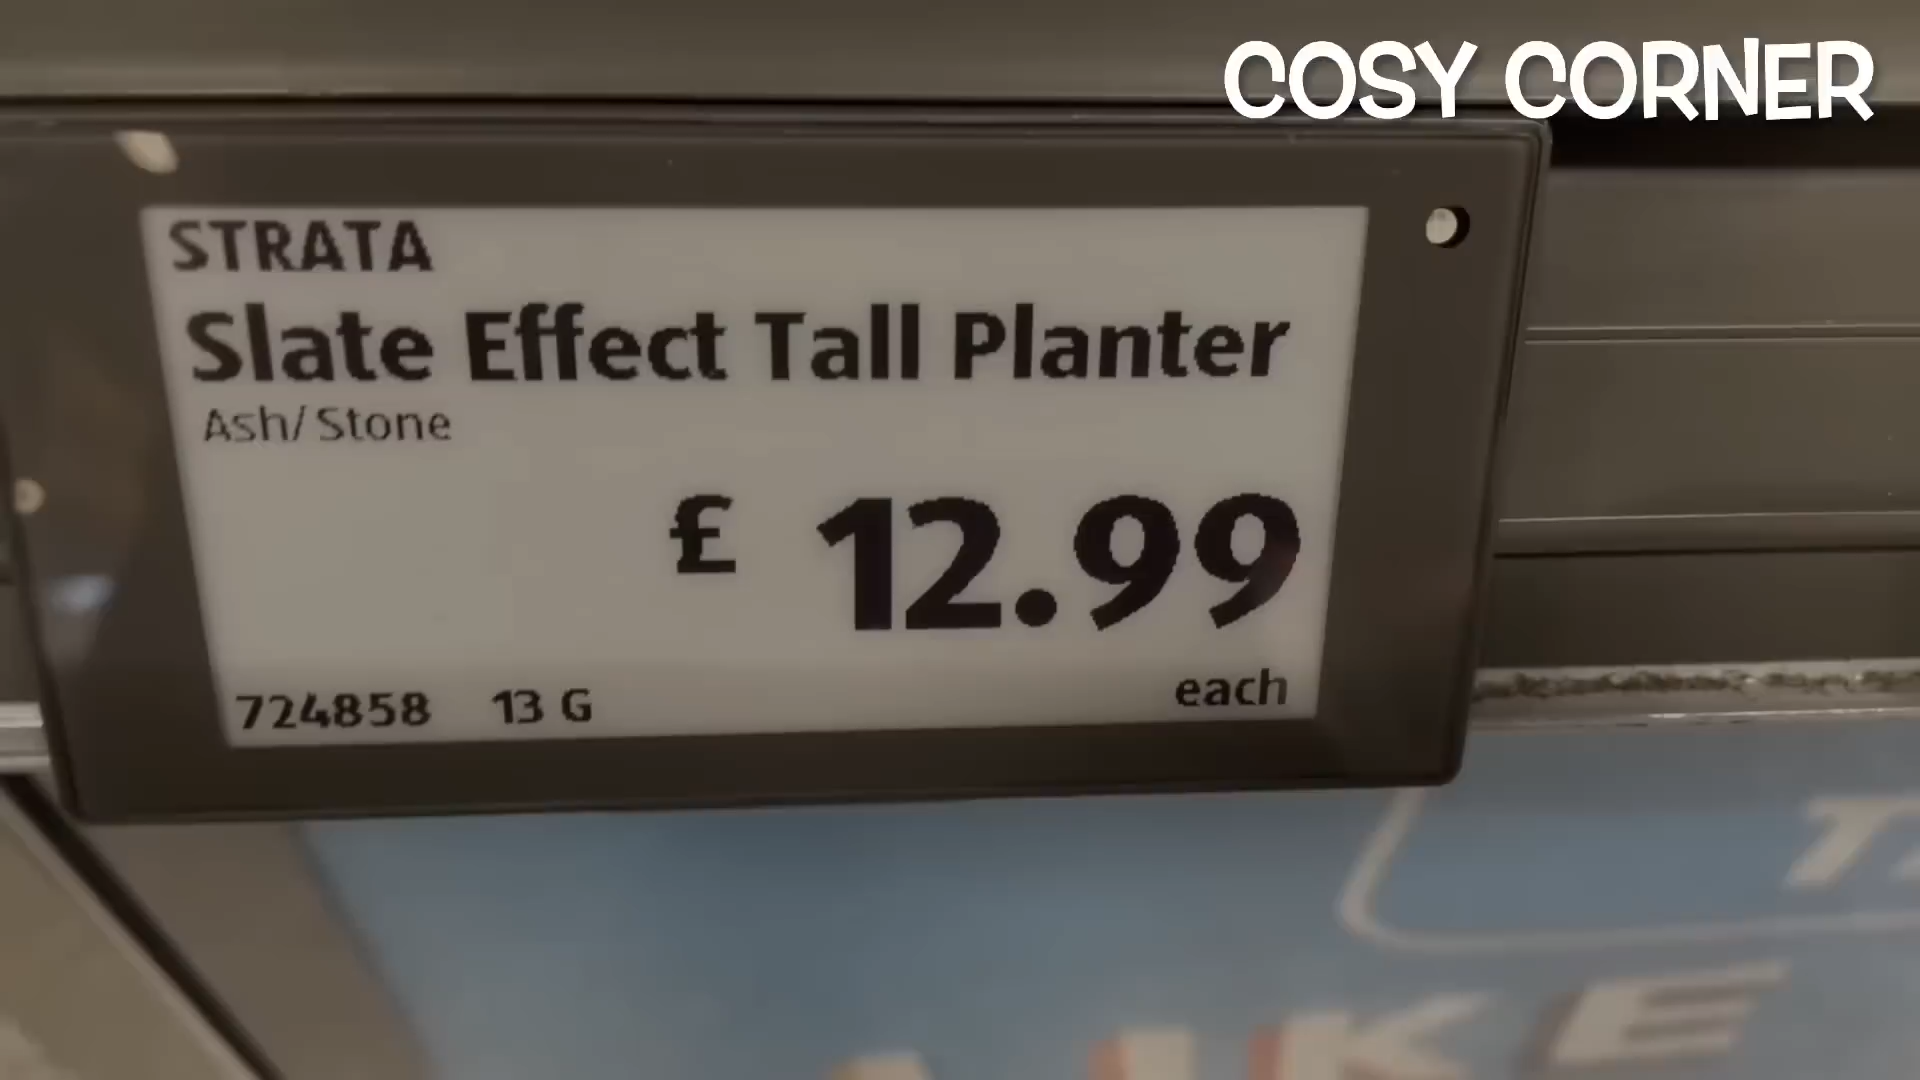 COSY CORNER
STRATA
Slate Effect Tall Planter
Ash/Stone
£ 12.99
724858 13 G each